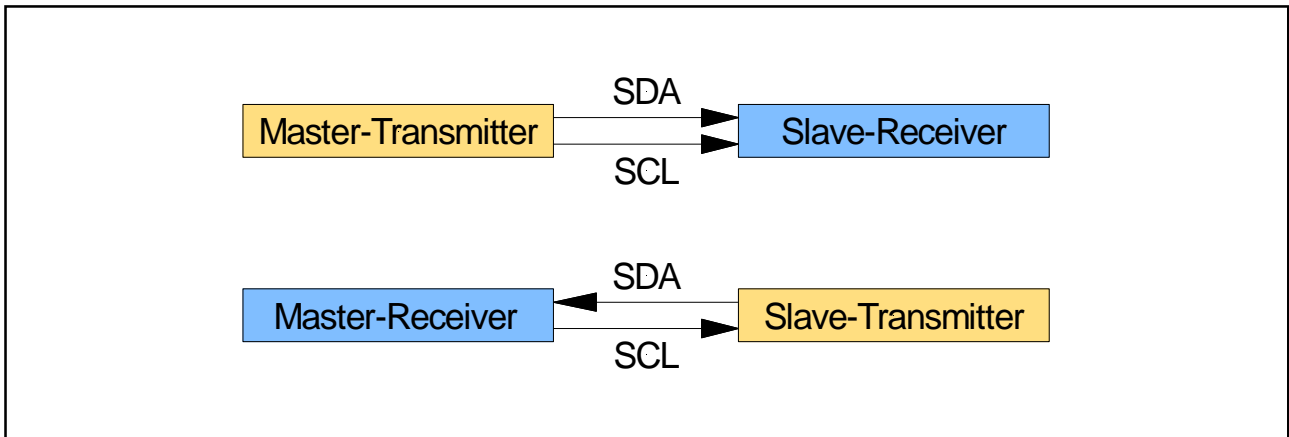 SDA
Master-Transmitter
Slave-Receiver
SCL
SDA
Master-Receiver
Slave-Transmitter
SCL